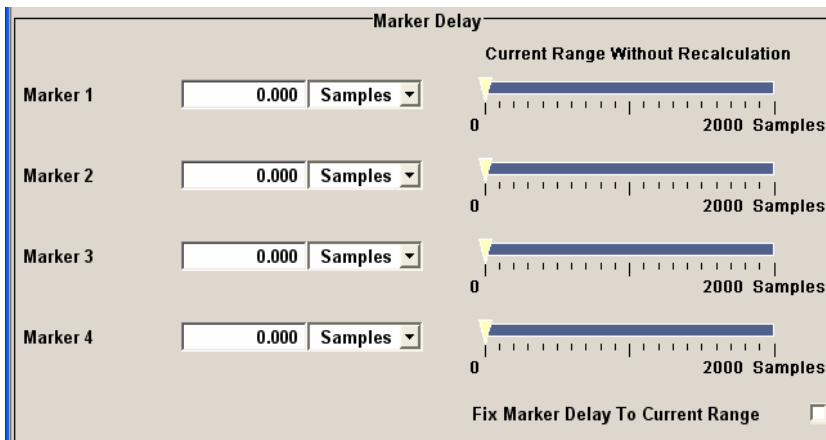 Marker Delay
Current Range Without Recalculation
Marker 1 0.000 Samples
0 2000 Samples
Marker 2 0.000 Samples
0 2000 Samples
Marker 3 0.000 Samples
0 2000 Samples
Marker 4 0.000 Samples
0 2000 Samples
Fix Marker Delay To Current Range